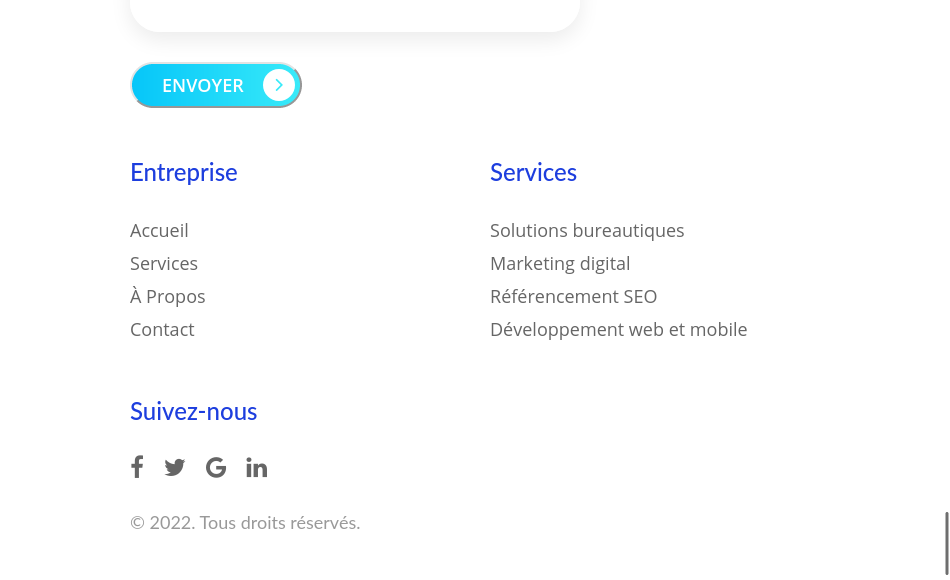 ENVOYER
Entreprise
Accueil
Services
À Propos
Contact
Services
Solutions bureautiques
Marketing digital
Référencement SEO
Développement web et mobile
Suivez-nous
© 2022. Tous droits réservés.